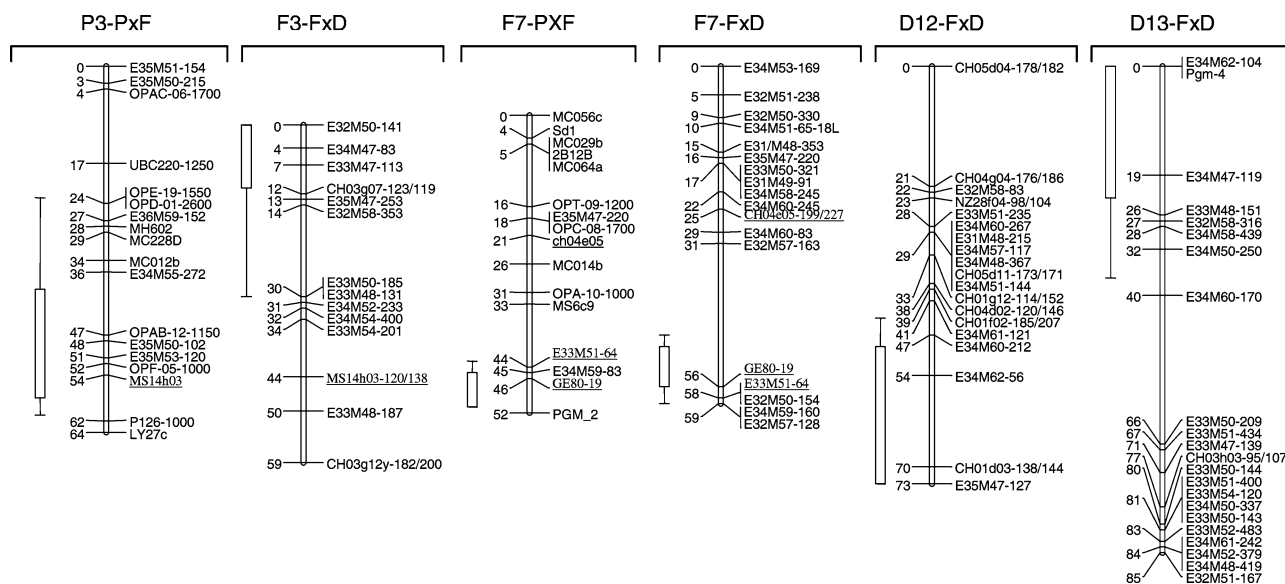 P3-PxF
0 E35M51-154
3 E35M50-215
4 OPAC-06-1700
17 UBC220-1250
24 OPE-19-1550
OPD-01-2600
27 E36M59-152
28 MH602
29 MC228D
34 MC012b
36 E34M55-272
47 OPAB-12-1150
48 E35M50-102
51 E35M53-120
52 OPF-05-1000
54 MS14h03
62 P126-1000
64 LY27c
F3-FxD
0 E32M50-141
4 E34M47-83
7 E33M47-113
12 CH03g07-123/119
13 E35M47-253
14 E32M58-353
30 E33M50-185
E33M48-131
31 E34M52-233
32 E34M54-400
34 E33M54-201
44 MS14h03-120/138
50 E33M48-187
59 CH03g12y-182/200
F7-PXF
0 MC056c
4 Sd1
5 MC029b
2B12B
MC064a
16 OPT-09-1200
18 E35M47-220
OPC-08-1700
21 ch04e05
26 MC014b
31 OPA-10-1000
33 MS6c9
44 E33M51-64
45 E34M59-83
46 GE80-19
52 PGM_2
F7-FxD
0 E34M53-169
5 E32M51-238
9 E32M50-330
10 E34M51-65-18L
15 E31/M48-353
16 E35M47-220
17 E33M50-321
E31M49-91
E34M58-245
22 E34M60-245
25 CH04e05-199/227
29 E34M60-83
31 E32M57-163
56 GE80-19
58 E33M51-64
E32M50-154
59 E34M59-160
E32M57-128
D12-FxD
0 CH05d04-178/182
21 CH04g04-176/186
22 E32M58-83
23 NZ28f04-98/104
28 E33M51-235
29 E34M60-267
E31M48-215
E34M57-117
E34M48-367
CH05d11-173/171
E34M51-144
33 CH01g12-114/152
38 CH04d02-120/146
39 CH01f02-185/207
41 E34M61-121
47 E34M60-212
54 E34M62-56
70 CH01d03-138/144
73 E35M47-127
D13-FxD
0 E34M62-104
Pgm-4
19 E34M47-119
26 E33M48-151
27 E32M58-316
28 E34M58-439
32 E34M50-250
40 E34M60-170
66 E33M50-209
67 E33M51-434
71 E33M47-139
77 CH03h03-95/107
80 E33M50-144
81 E33M51-400
E33M54-120
E34M50-337
E33M50-143
83 E33M52-483
84 E34M61-242
E34M52-379
E34M48-419
85 E32M51-167